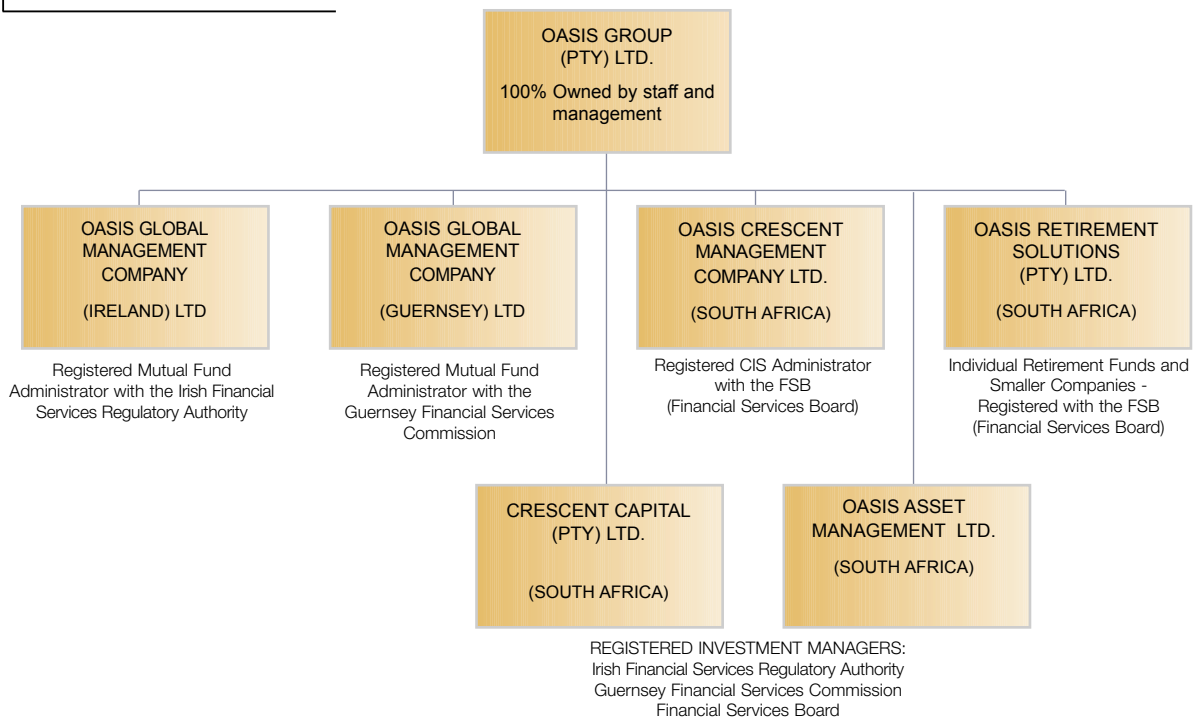 OASIS GROUP
(PTY) LTD.
100% Owned by staff and
management
OASIS GLOBAL
MANAGEMENT
COMPANY
(IRELAND) LTD
Registered Mutual Fund
Administrator with the Irish Financial
Services Regulatory Authority
OASIS GLOBAL
MANAGEMENT
COMPANY
(GUERNSEY) LTD
Registered Mutual Fund
Administrator with the
Guernsey Financial Services
Commission
OASIS CRESCENT
MANAGEMENT
COMPANY LTD.
(SOUTH AFRICA)
Registered CIS Administrator
with the FSB
(Financial Services Board)
OASIS RETIREMENT
SOLUTIONS
(PTY) LTD.
(SOUTH AFRICA)
Individual Retirement Funds and
Smaller Companies -
Registered with the FSB
(Financial Services Board)
CRESCENT CAPITAL
(PTY) LTD.
(SOUTH AFRICA)
OASIS ASSET
MANAGEMENT LTD.
(SOUTH AFRICA)
REGISTERED INVESTMENT MANAGERS:
Irish Financial Services Regulatory Authority
Guernsey Financial Services Commission
Financial Services Board